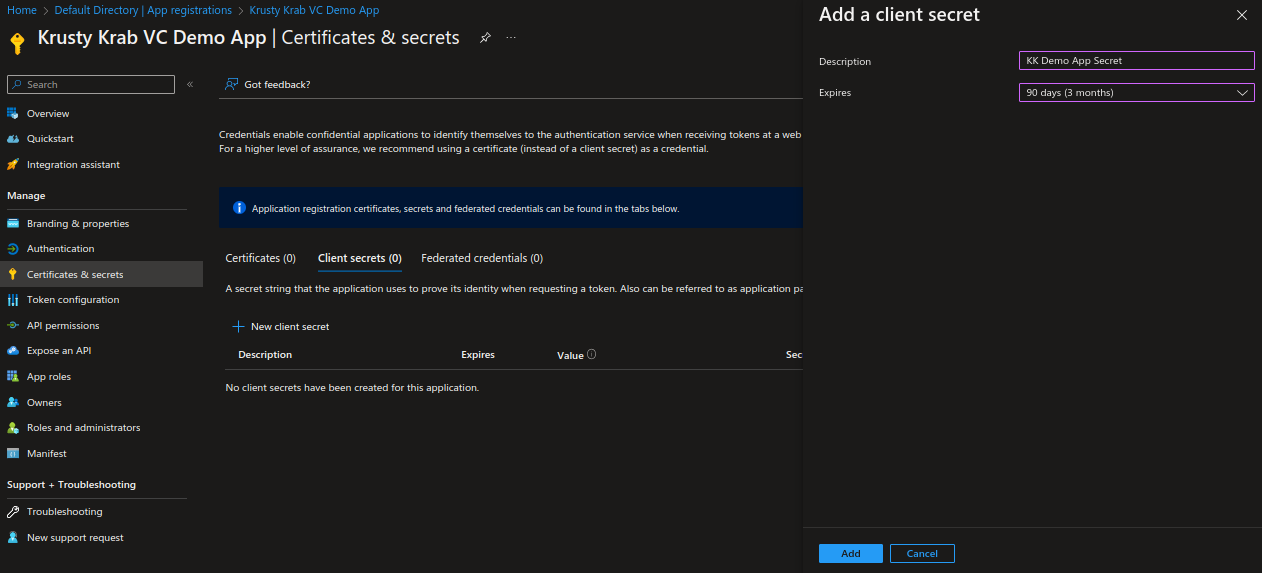 Home > Default Directory | App registrations > Krusty Krab VC Demo App
Krusty Krab VC Demo App | Certificates & secrets
Search
Overview
Quickstart
Integration assistant
Manage
Branding & properties
Authentication
Certificates & secrets
Token configuration
API permissions
Expose an API
App roles
Owners
Roles and administrators
Manifest
Support + Troubleshooting
Troubleshooting
New support request
Got feedback?
Credentials enable confidential applications to identify themselves to the authentication service when receiving tokens at a web
For a higher level of assurance, we recommend using a certificate (instead of a client secret) as a credential.
Application registration certificates, secrets and federated credentials can be found in the tabs below.
Certificates (0) Client secrets (0) Federated credentials (0)
A secret string that the application uses to prove its identity when requesting a token. Also can be referred to as application pa
New client secret
Description Expires Value Sec
No client secrets have been created for this application.
Add a client secret
Description KK Demo App Secret
Expires 90 days (3 months)
Add Cancel